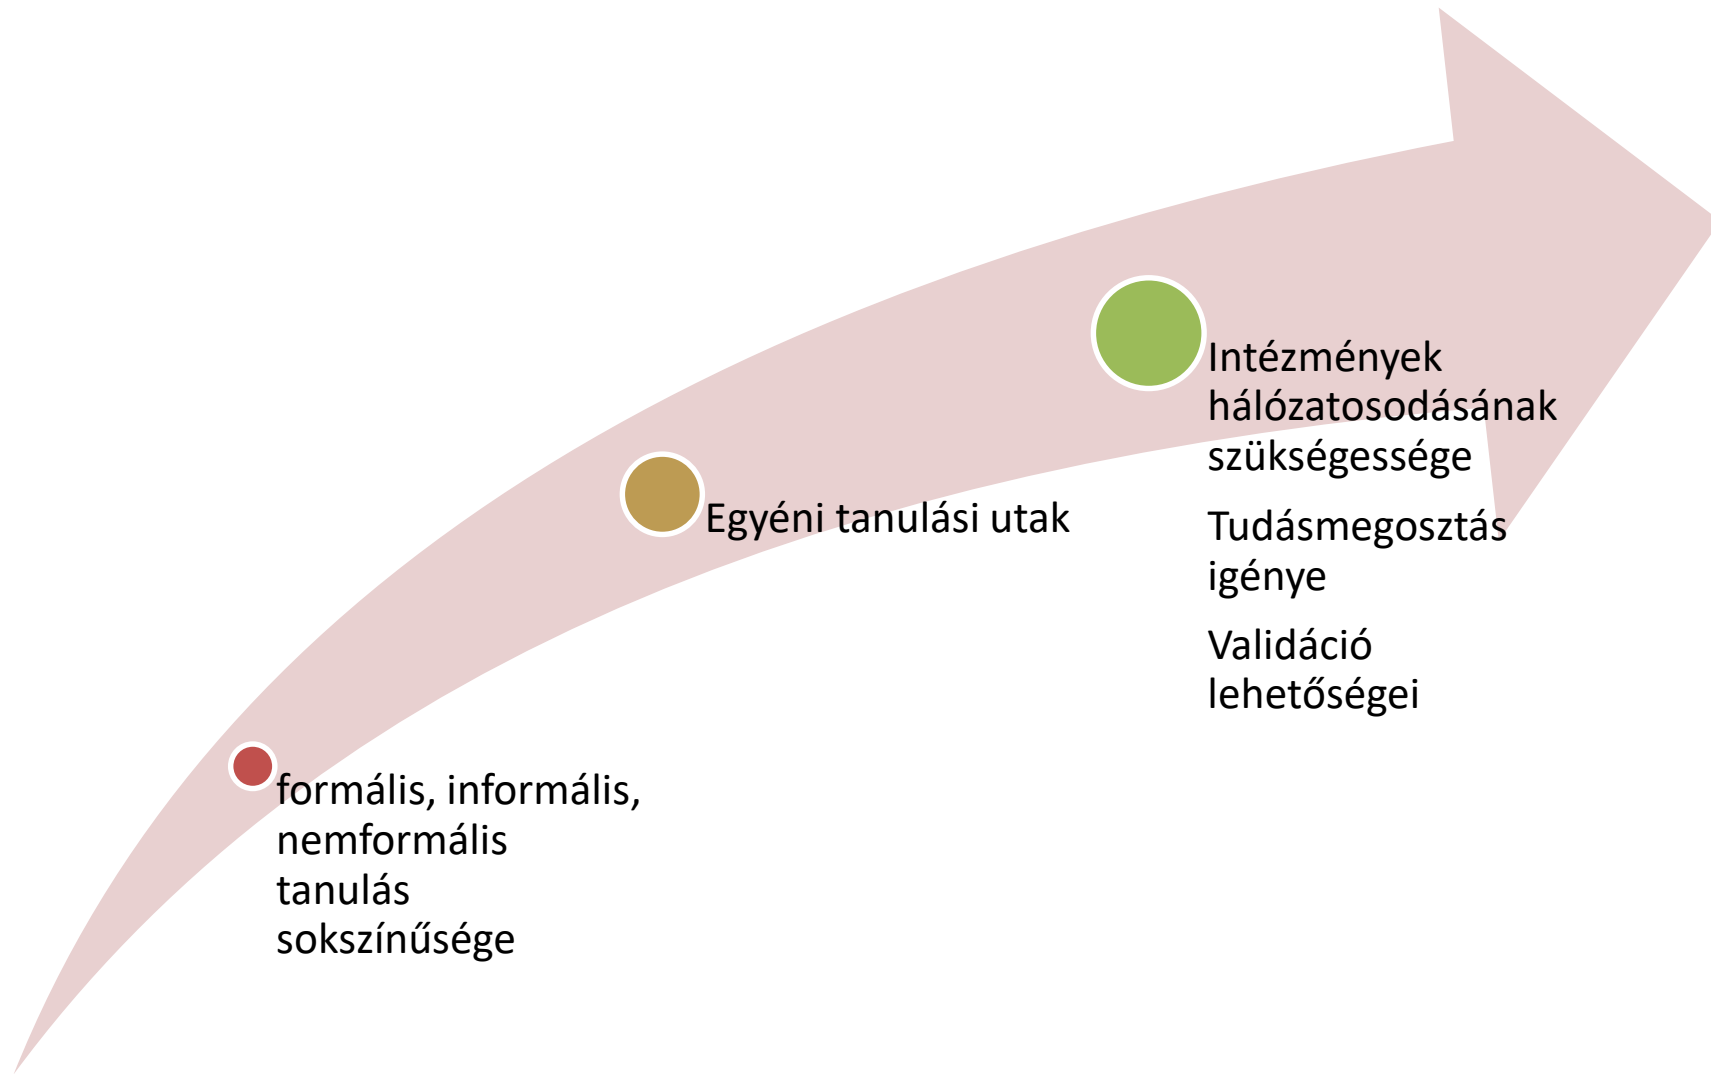 Intézmények
hálózatosodásának
szükségessége
Tudásmegosztás
igénye
Validáció
lehetőségei
Egyéni tanulási utak
formális, informális,
nemformális
tanulás
sokszínűsége